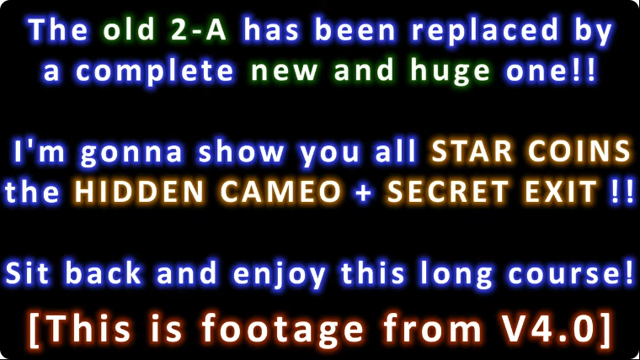 The old 2-A has been replaced by
a complete new and huge one!!
I'm gonna show you all STAR COINS
the HIDDEN CAMEO + SECRET EXIT !!
Sit back and enjoy this long course!
[This is footage from V4.0]